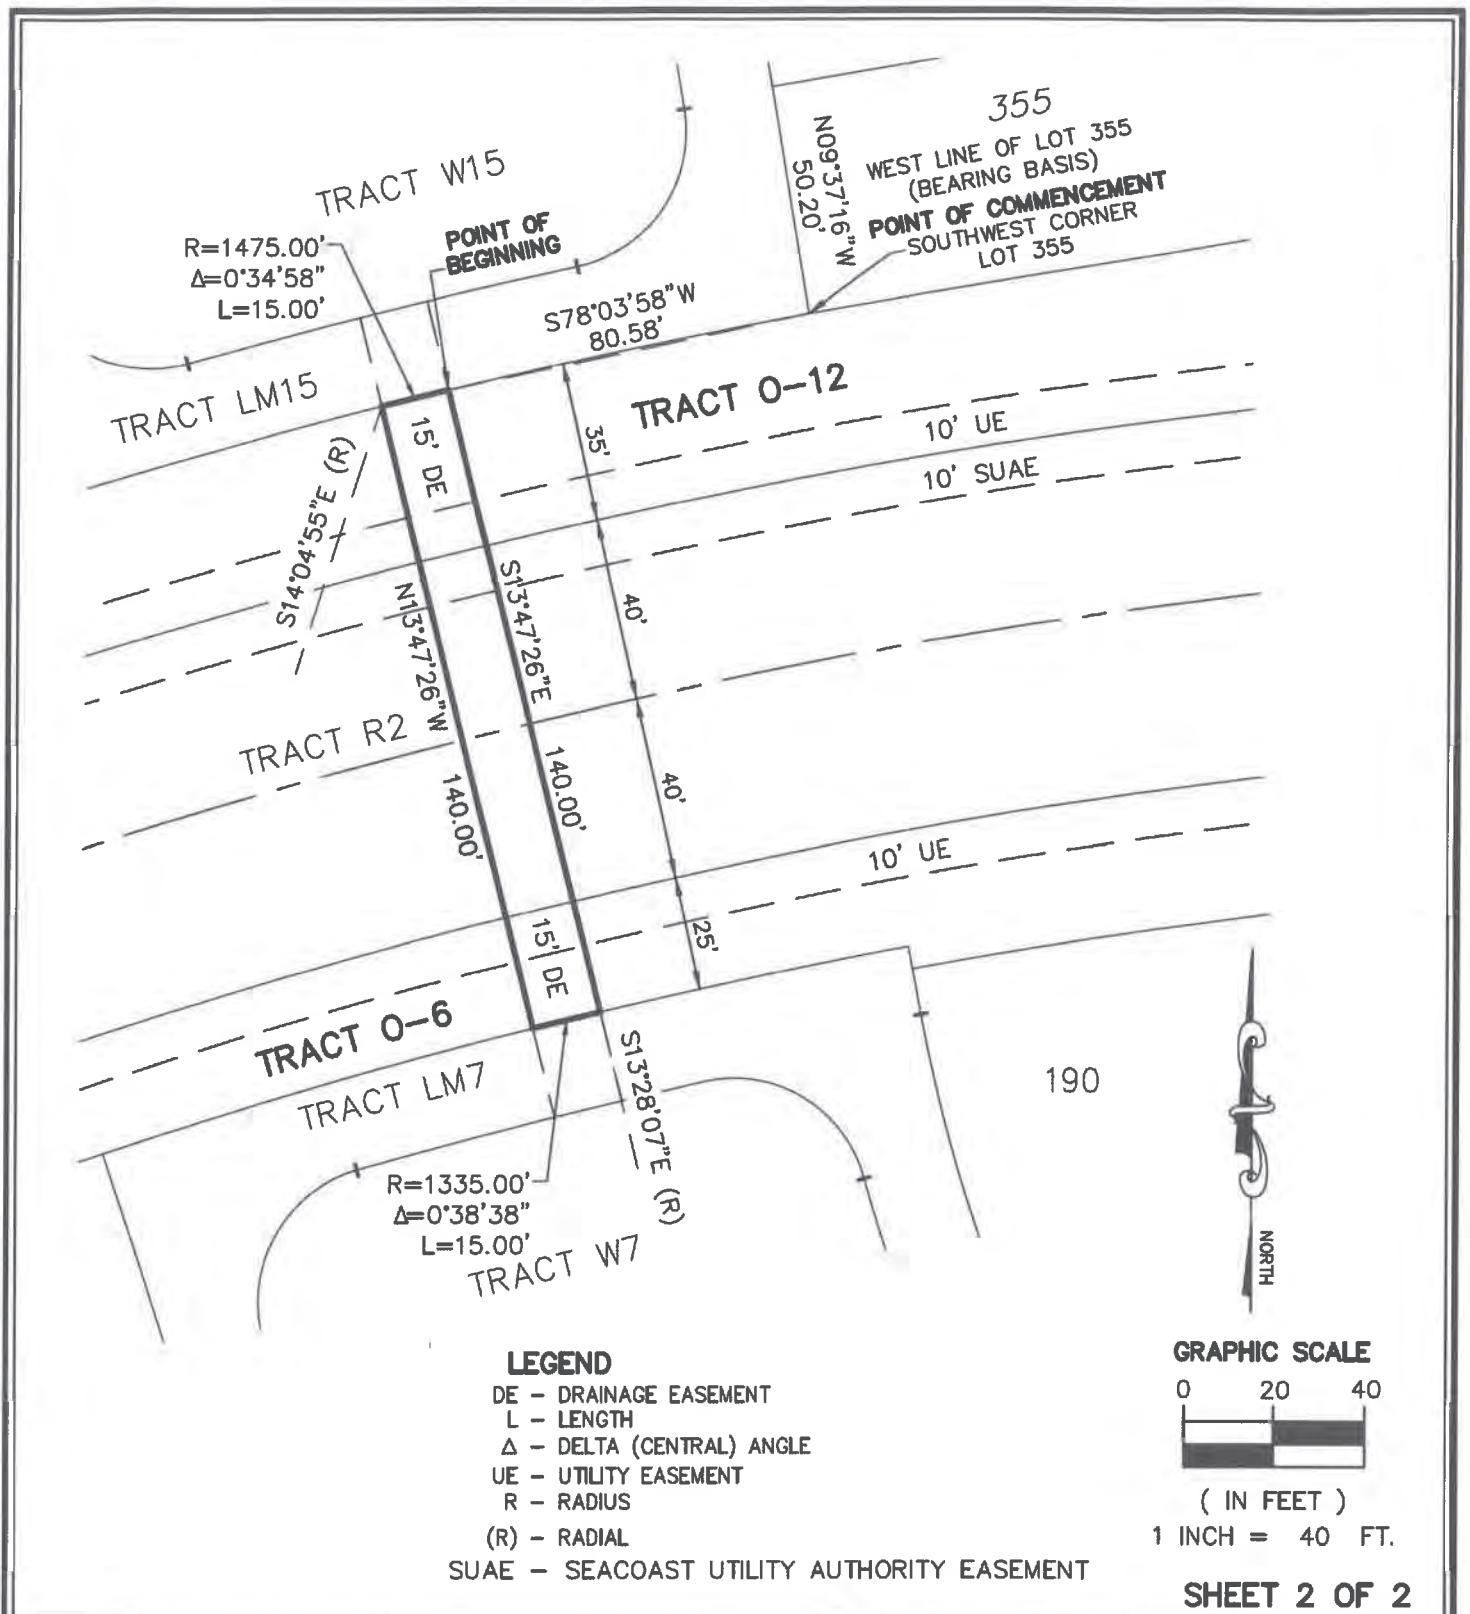 355
WEST LINE OF LOT 355
(BEARING BASIS)
POINT OF COMMENCEMENT
SOUTHWEST CORNER
LOT 355
N09°37'16"W
50.20'
TRACT W15
POINT OF
BEGINNING
R=1475.00'
Δ=0°34'58"
L=15.00'
S78°03'58"W
80.58'
TRACT LM15
TRACT O-12
15' DE
35'
10' UE
10' SUAE
S14°04'55"E (R)
N13°47'26"W
140.00'
S13°47'26"E
140.00'
40'
TRACT R2
40'
10' UE
15' DE
25'
TRACT O-6
TRACT LM7
S13°28'07"E (R)
190
R=1335.00'
Δ=0°38'38"
L=15.00'
TRACT W7
NORTH
LEGEND
DE - DRAINAGE EASEMENT
L - LENGTH
Δ - DELTA (CENTRAL) ANGLE
UE - UTILITY EASEMENT
R - RADIUS
(R) - RADIAL
SUAE - SEACOAST UTILITY AUTHORITY EASEMENT
GRAPHIC SCALE
0 20 40
( IN FEET )
1 INCH = 40 FT.
SHEET 2 OF 2